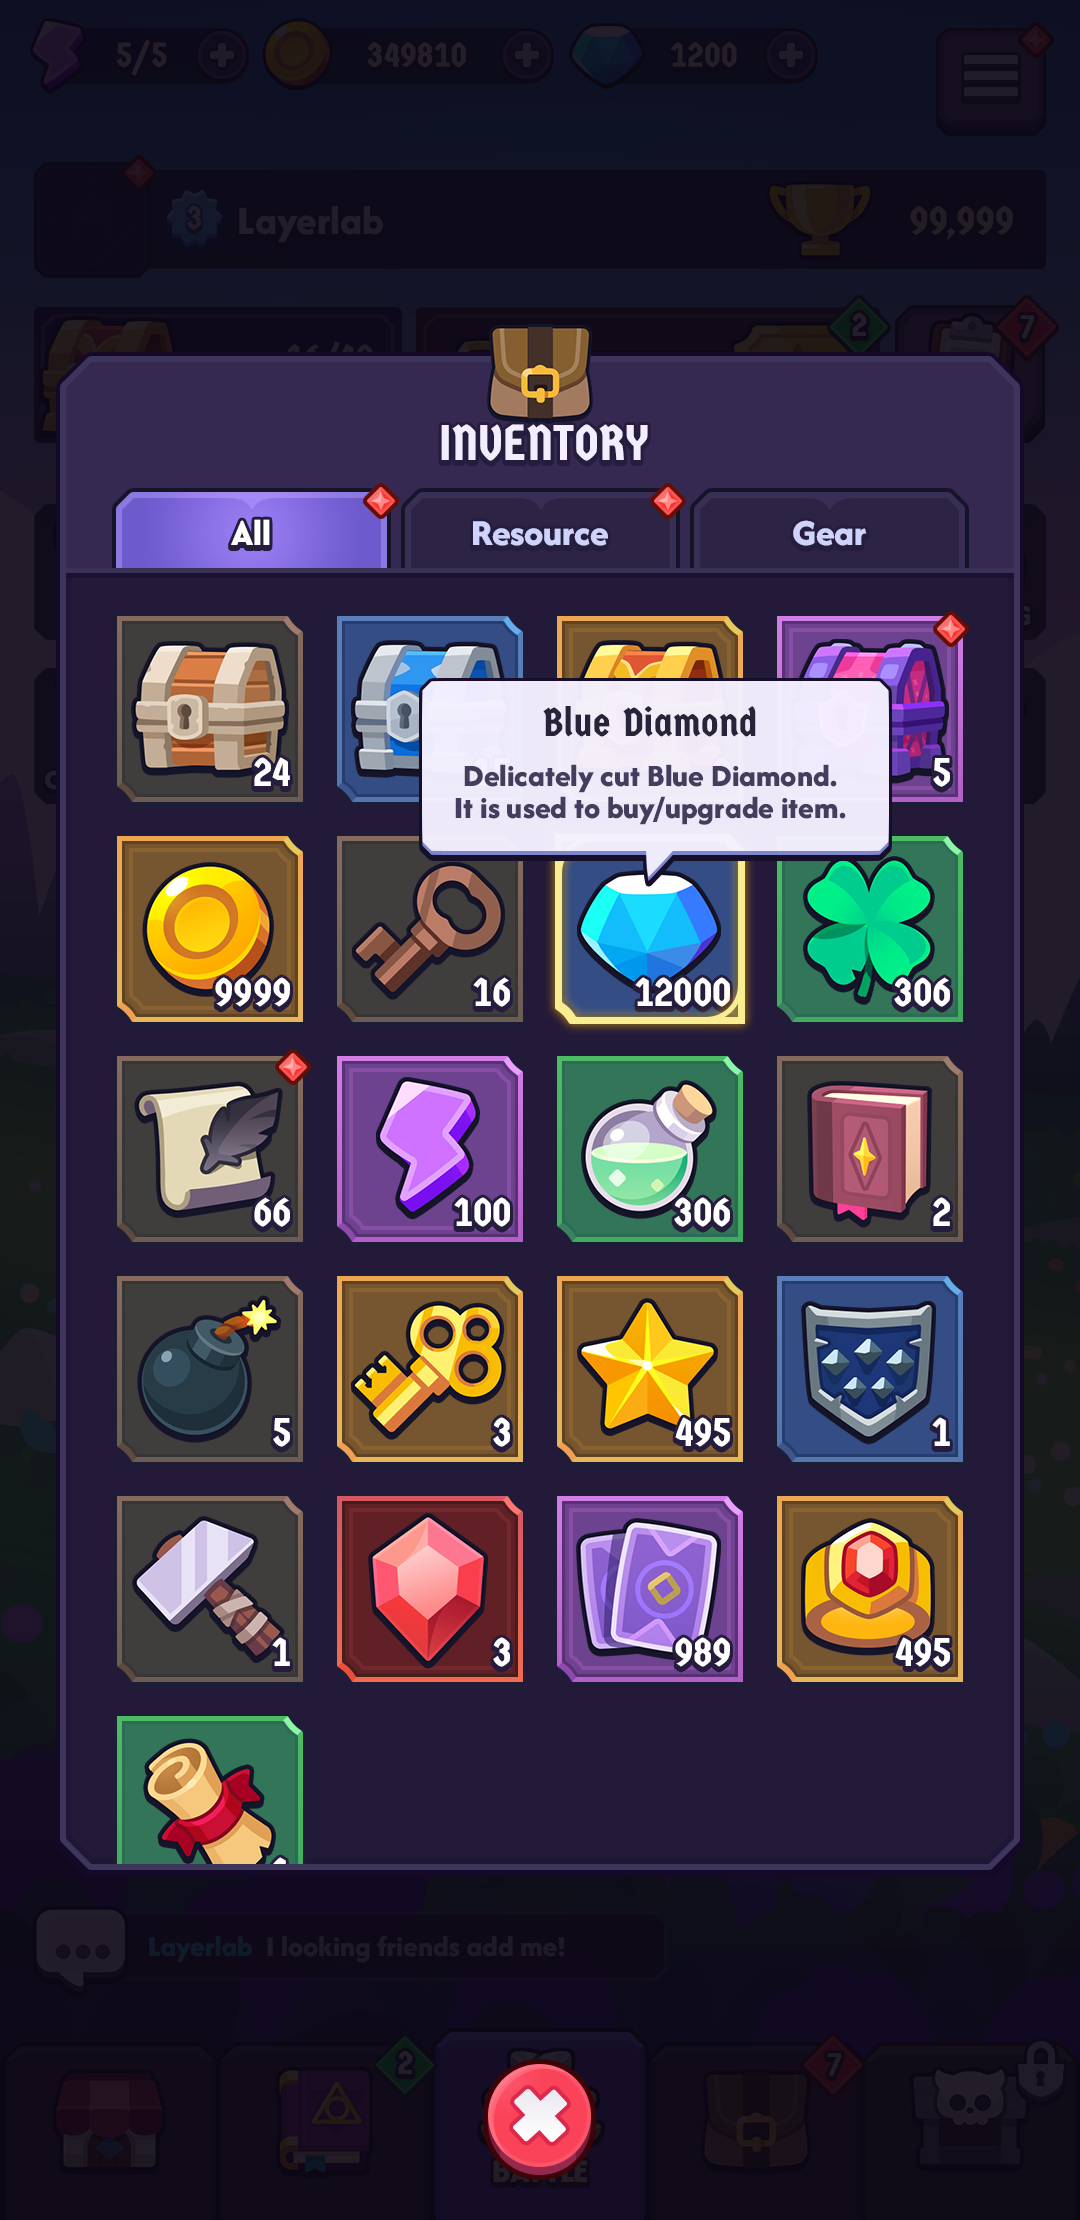 5/5
349810
1200
3
Layerlab
99,999
2
7
INVENTORY
All
Resource
Gear
24
5
Blue Diamond
Delicately cut Blue Diamond.
It is used to buy/upgrade item.
9999
16
12000
306
66
100
306
2
5
3
495
1
1
3
989
495
Layerlab I looking friends add me!
2
7
BATTLE